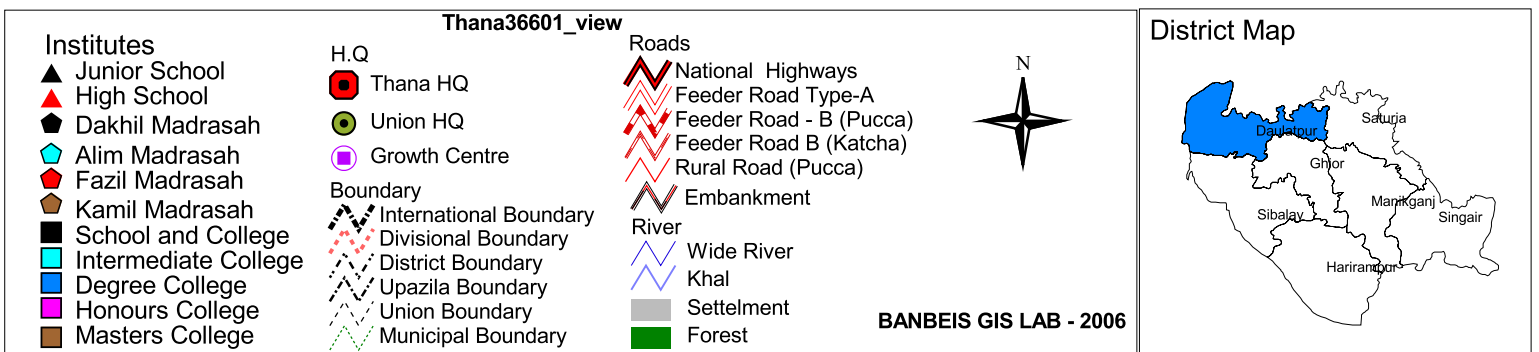 Thana36601_view
Institutes
Junior School
High School
Dakhil Madrasah
Alim Madrasah
Fazil Madrasah
Kamil Madrasah
School and College
Intermediate College
Degree College
Honours College
Masters College
H.Q
Thana HQ
Union HQ
Growth Centre
Boundary
International Boundary
Divisional Boundary
District Boundary
Upazila Boundary
Union Boundary
Municipal Boundary
Roads
National Highways
Feeder Road Type-A
Feeder Road - B (Pucca)
Feeder Road B (Katcha)
Rural Road (Pucca)
Embankment
River
Wide River
Khal
Settelment
Forest
N
BANBEIS GIS LAB - 2006
District Map
Saturia
Daulatpur
Ghior
Manikganj
Sibalay
Singair
Harirampur